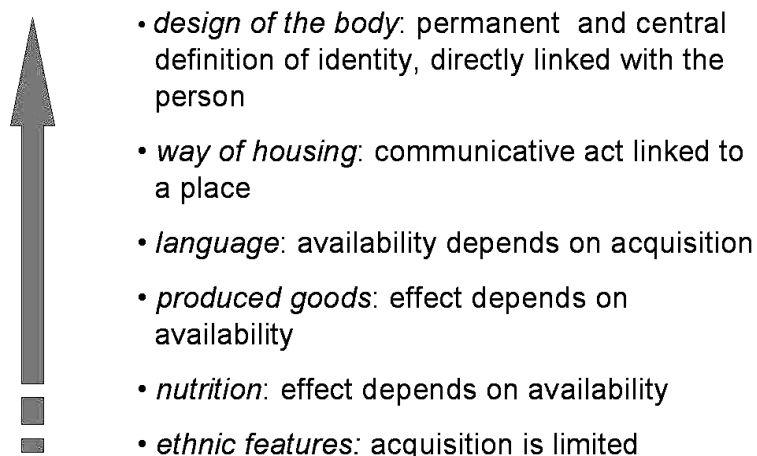 • design of the body: permanent and central
definition of identity, directly linked with the
person
• way of housing: communicative act linked to
a place
• language: availability depends on acquisition
• produced goods: effect depends on
availability
• nutrition: effect depends on availability
• ethnic features: acquisition is limited